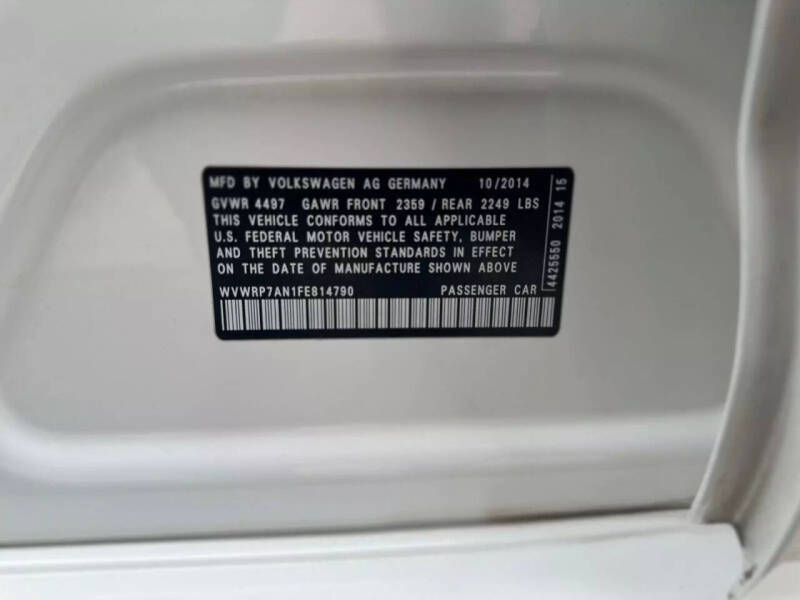 MFD BY VOLKSWAGEN AG GERMANY 10/2014
GVWR 4497 GAWR FRONT 2359 / REAR 2249 LBS
THIS VEHICLE CONFORMS TO ALL APPLICABLE
U.S. FEDERAL MOTOR VEHICLE SAFETY, BUMPER
AND THEFT PREVENTION STANDARDS IN EFFECT
ON THE DATE OF MANUFACTURE SHOWN ABOVE
WVWRP7AN1FE814790 PASSENGER CAR
4425550 2014 15